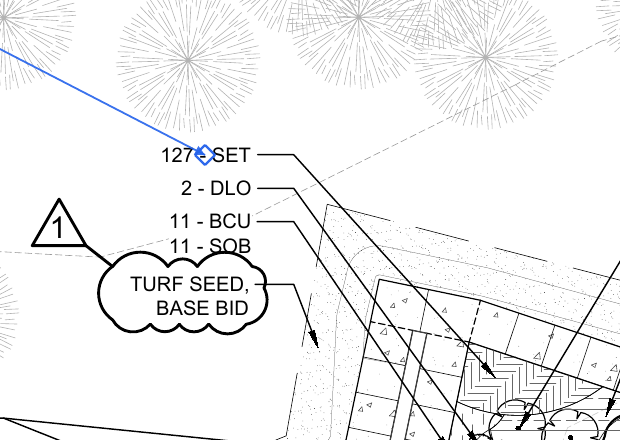 127 - SET
2 - DLO
11 - BCU
11 - SOB
1
TURF SEED,
BASE BID